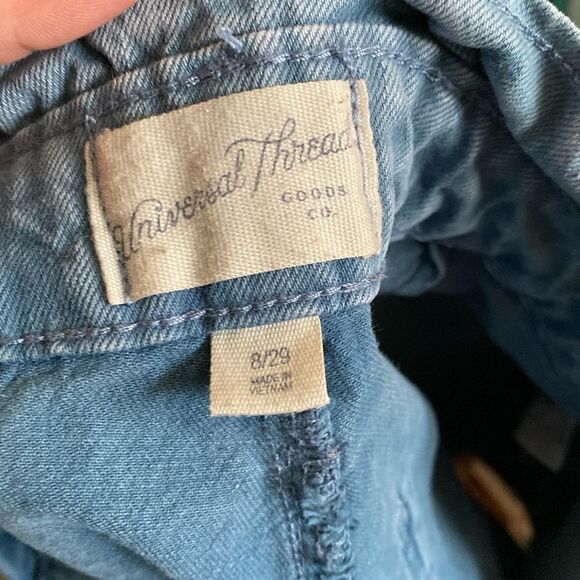 Universal Thread
GOODS
CO.
8/29
MADE IN
VIETNAM